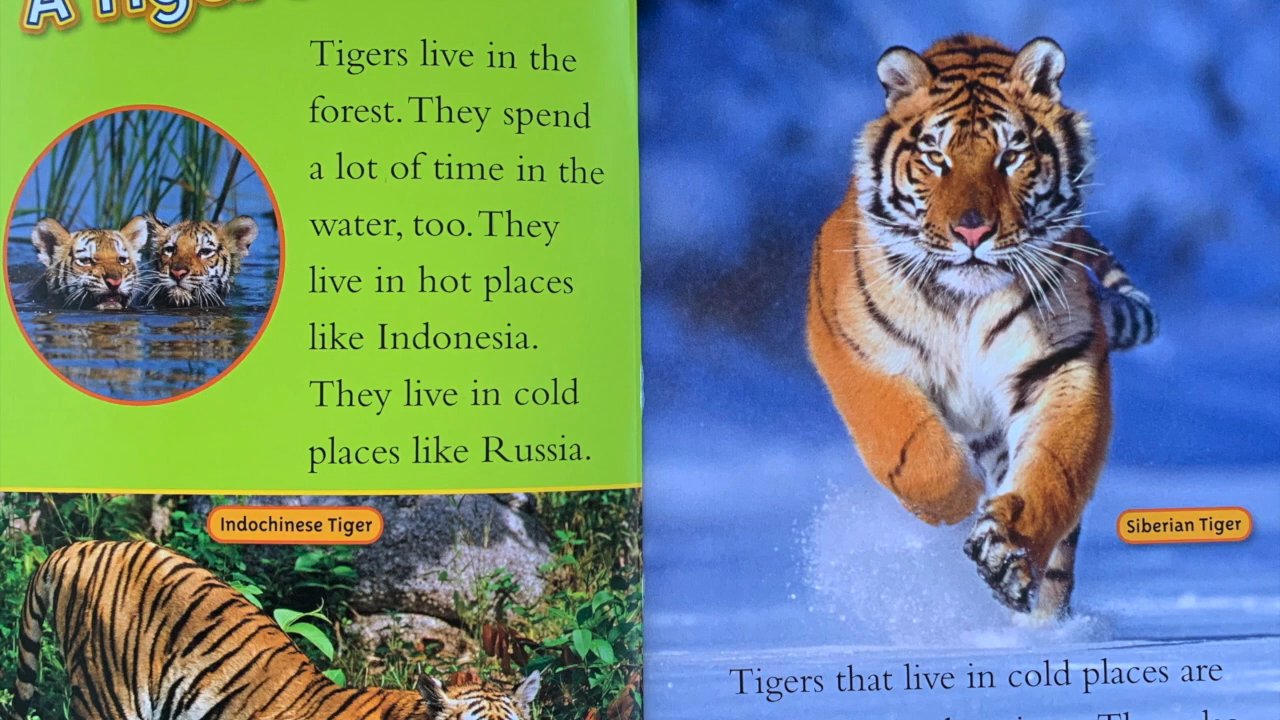 A Tiger
Tigers live in the
forest. They spend
a lot of time in the
water, too. They
live in hot places
like Indonesia.
They live in cold
places like Russia.
Indochinese Tiger
Siberian Tiger
Tigers that live in cold places are